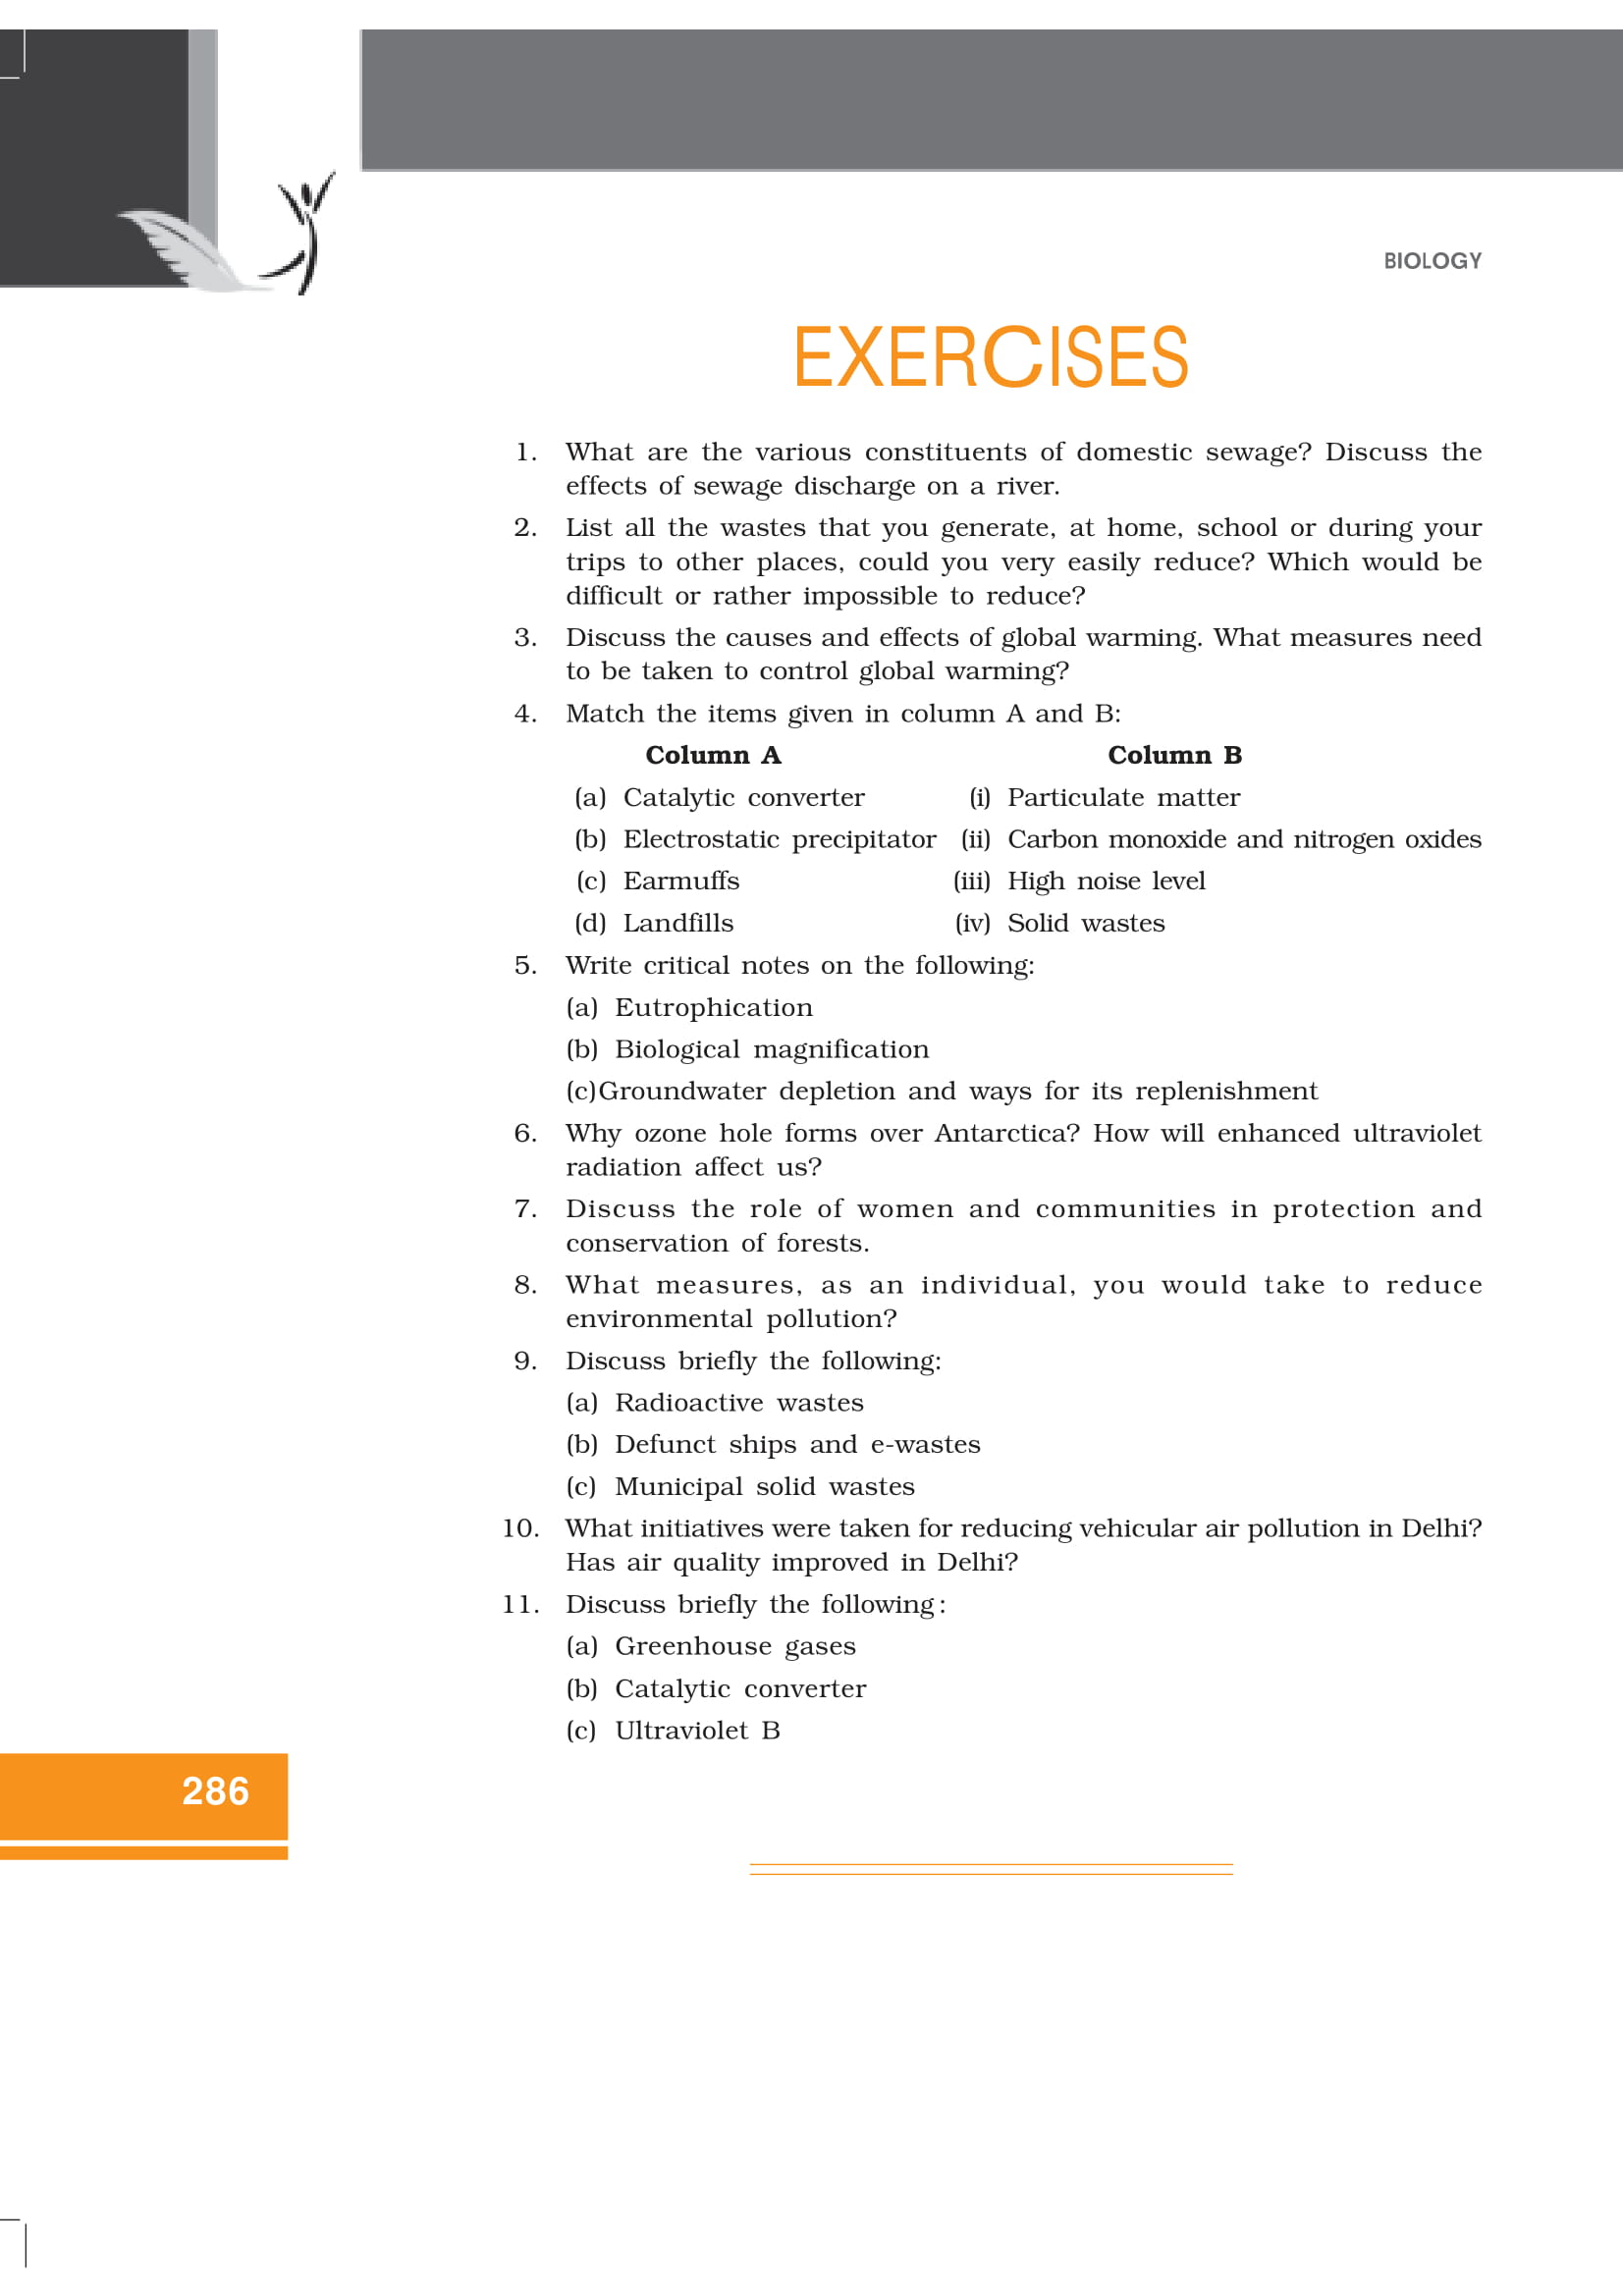 BIOLOGY
EXERCISES
1. What are the various constituents of domestic sewage? Discuss the
effects of sewage discharge on a river.
2. List all the wastes that you generate, at home, school or during your
trips to other places, could you very easily reduce? Which would be
difficult or rather impossible to reduce?
3. Discuss the causes and effects of global warming. What measures need
to be taken to control global warming?
4. Match the items given in column A and B:
Column A Column B
(a) Catalytic converter (i) Particulate matter
(b) Electrostatic precipitator (ii) Carbon monoxide and nitrogen oxides
(c) Earmuffs (iii) High noise level
(d) Landfills (iv) Solid wastes
5. Write critical notes on the following:
(a) Eutrophication
(b) Biological magnification
(c)Groundwater depletion and ways for its replenishment
6. Why ozone hole forms over Antarctica? How will enhanced ultraviolet
radiation affect us?
7. Discuss the role of women and communities in protection and
conservation of forests.
8. What measures, as an individual, you would take to reduce
environmental pollution?
9. Discuss briefly the following:
(a) Radioactive wastes
(b) Defunct ships and e-wastes
(c) Municipal solid wastes
10. What initiatives were taken for reducing vehicular air pollution in Delhi?
Has air quality improved in Delhi?
11. Discuss briefly the following:
(a) Greenhouse gases
(b) Catalytic converter
(c) Ultraviolet B
286